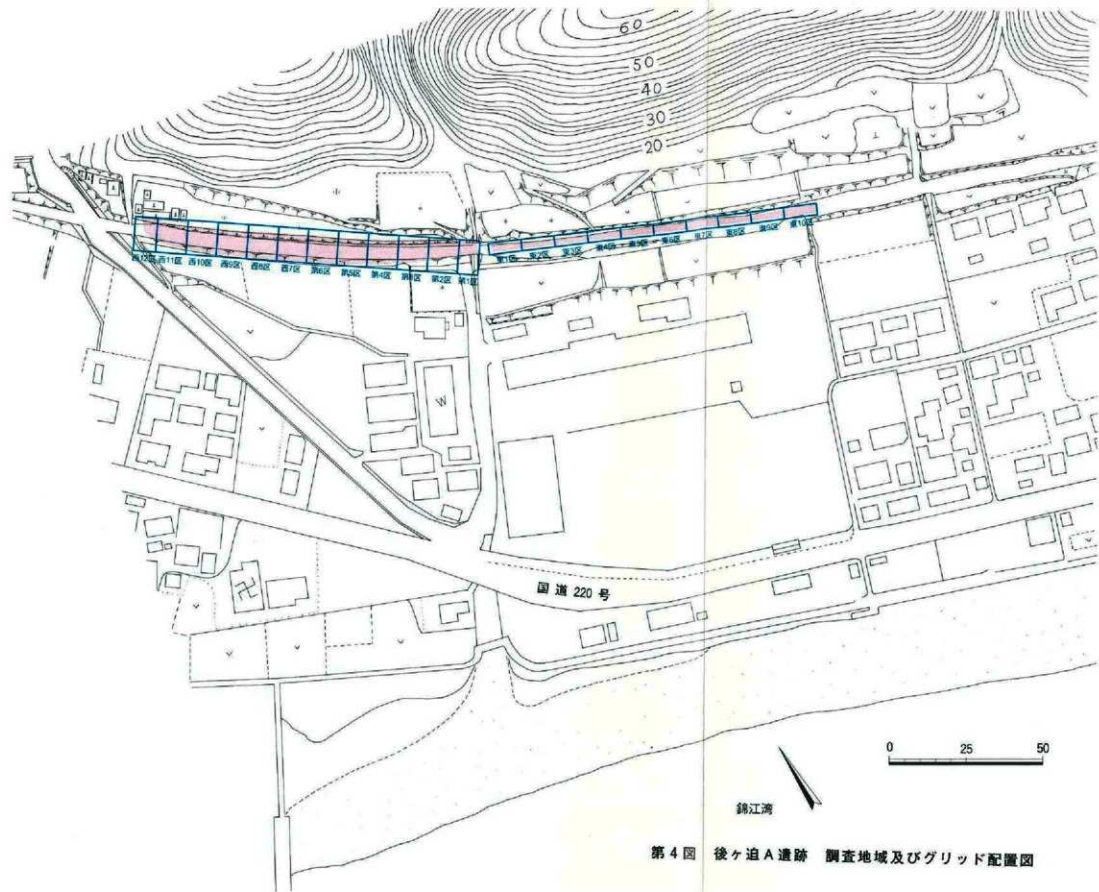 60
50
40
30
20
西12区 西11区 西10区 西9区 西8区 西7区 第6区 第5区 第4区 第3区 第2区 第1区
東1区 東2区 東3区 東4区 東5区 東6区 東7区 東8区 東9区 東10区
W
国道220号
0 25 50
錦江湾
第4図 後ヶ迫A遺跡 調査地域及びグリッド配置図